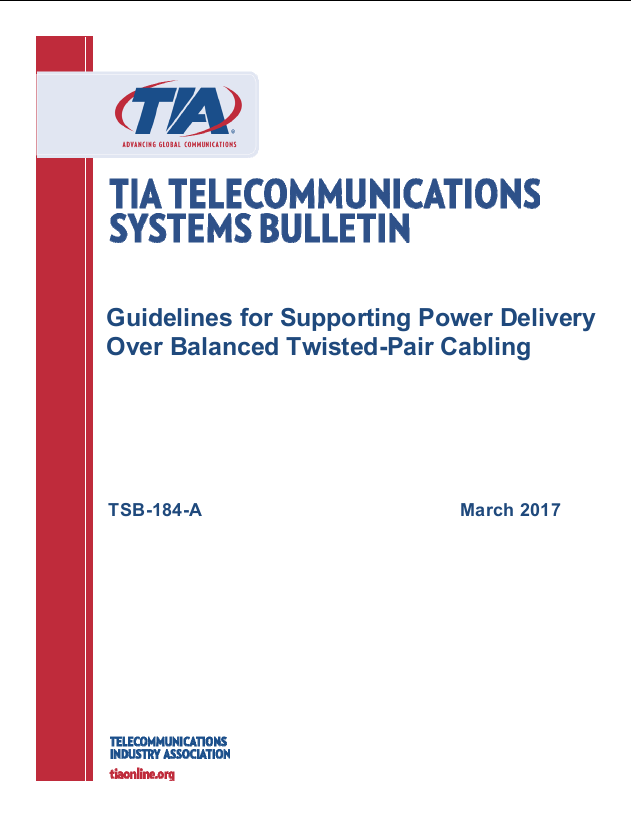 TIA®
ADVANCING GLOBAL COMMUNICATIONS
TIA TELECOMMUNICATIONS
SYSTEMS BULLETIN
Guidelines for Supporting Power Delivery
Over Balanced Twisted-Pair Cabling
TSB-184-A March 2017
TELECOMMUNICATIONS
INDUSTRY ASSOCIATION
tiaonline.org